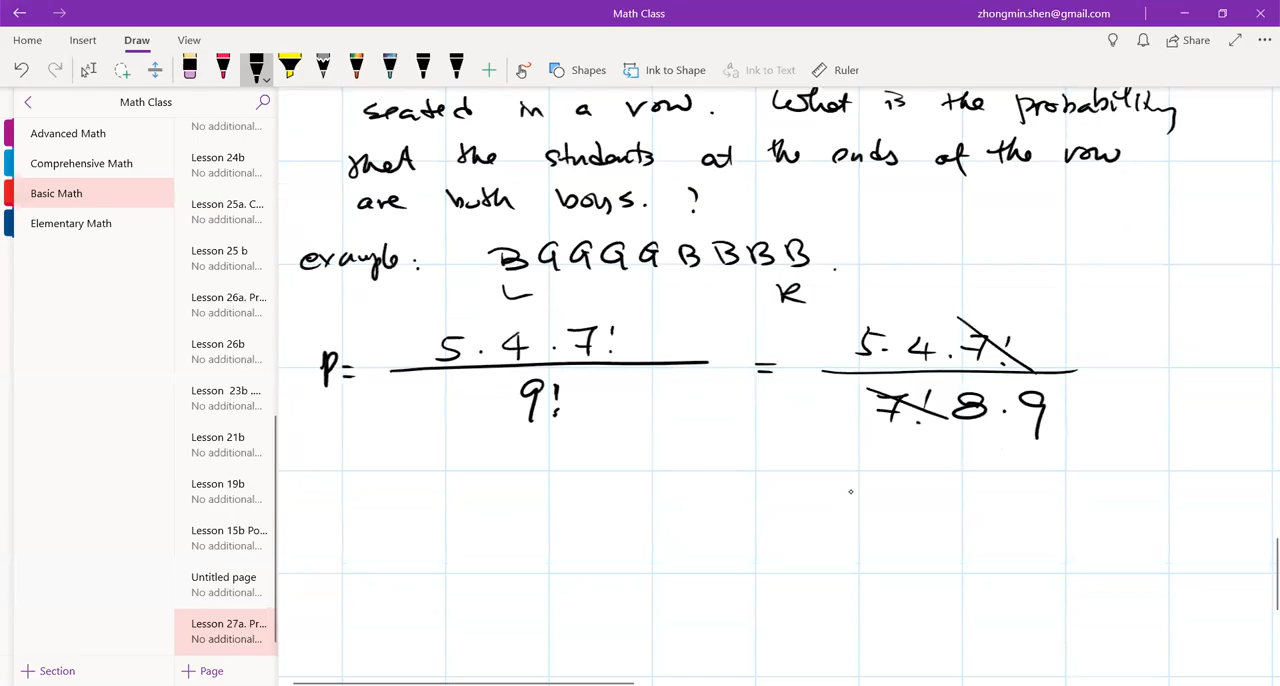 Math Class
zhongmin.shen@gmail.com
Home Insert Draw View
Share
Shapes Ink to Shape Ink to Text Ruler
Math Class
Advanced Math
Comprehensive Math
Basic Math
Elementary Math
No additional...
Lesson 24b
No additional...
Lesson 25a. C...
No additional...
Lesson 25 b
No additional...
Lesson 26a. Pr...
No additional...
Lesson 26b
No additional...
Lesson 23b ....
No additional...
Lesson 21b
No additional...
Lesson 19b
No additional...
Lesson 15b Po...
No additional...
Untitled page
No additional...
Lesson 27a. Pr...
No additional...
Section
Page
seated in a row. What is the probability
that the students at the ends of the row
are both boys. ?
example: B G G G G B B B B .
L R
P = 5 · 4 · 7! / 9! = 5 · 4 · 7! / 7! 8 · 9